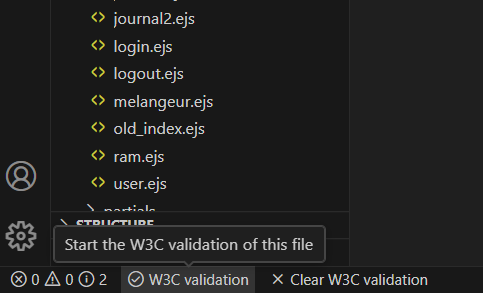 journal2.ejs
login.ejs
logout.ejs
melangeur.ejs
old_index.ejs
ram.ejs
user.ejs
partials
STRUCTURE
Start the W3C validation of this file
0 0 2 W3C validation Clear W3C validation